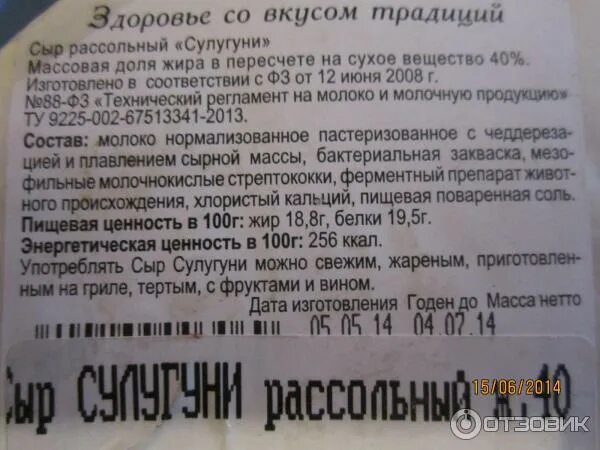 Здоровье со вкусом традиций
Сыр рассольный «Сулугуни»
Массовая доля жира в пересчете на сухое вещество 40%.
Изготовлено в соответствии с ФЗ от 12 июня 2008 г.
№88-ФЗ «Технический регламент на молоко и молочную продукцию»
ТУ 9225-002-67513341-2013.
Состав: молоко нормализованное пастеризованное с чеддереза-
цией и плавлением сырной массы, бактериальная закваска, мезо-
фильные молочнокислые стрептококки, ферментный препарат живот-
ного происхождения, хлористый кальций, пищевая поваренная соль.
Пищевая ценность в 100г: жир 18,8г, белки 19,5г.
Энергетическая ценность в 100г: 256 ккал.
Употреблять Сыр Сулугуни можно свежим, жареным, приготовлен-
ным на гриле, тертым, с фруктами и вином.
Дата изготовления Годен до Масса нетто
05.05.14 04.07.14
Сыр СУЛУГУНИ рассольный ж.40
15/06/2014
ОТЗОВИК